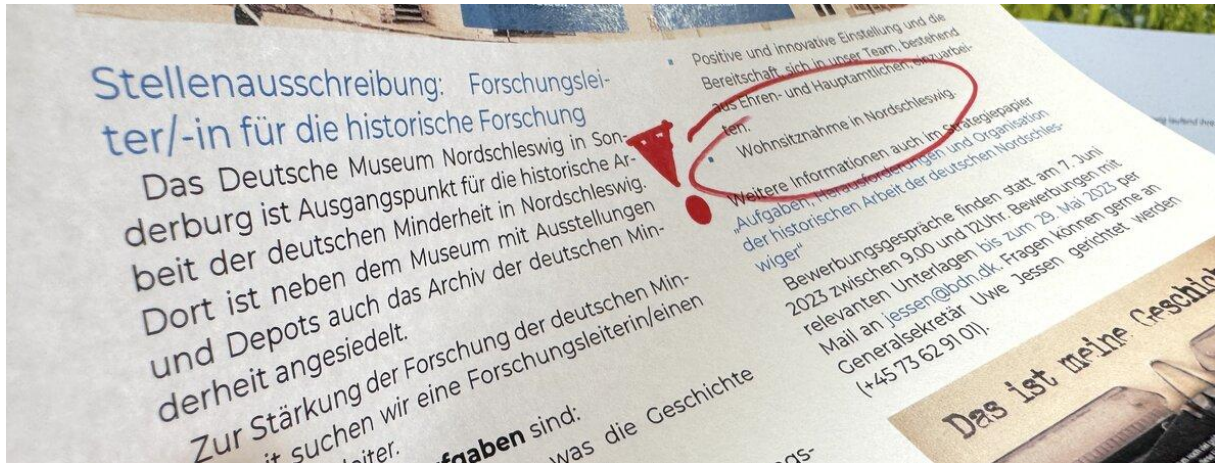 Stellenausschreibung: Forschungslei-
ter/-in für die historische Forschung
Das Deutsche Museum Nordschleswig in Son-
derburg ist Ausgangspunkt für die historische Ar-
beit der deutschen Minderheit in Nordschleswig.
Dort ist neben dem Museum mit Ausstellungen
und Depots auch das Archiv der deutschen Min-
derheit angesiedelt.
Zur Stärkung der Forschung der deutschen Min-
suchen wir eine Forschungsleiterin/einen
sind:
was die Geschichte
Positive und innovative Einstellung und die
Bereitschaft, sich in unser Team, bestehend
aus Ehren- und Hauptamtlichen, einzuarbei-
ten.
Wohnsitznahme in Nordschleswig.
Weitere Informationen auch im Strategiepapier
„Aufgaben, Herausforderungen und Organisation
der historischen Arbeit der deutschen Nordschles-
wiger"
Bewerbungsgespräche finden statt am 7. Juni
2023 zwischen 9.00 und 12Uhr. Bewerbungen mit
relevanten Unterlagen bis zum 29. Mai 2023 per
Mail an jessen@bdn.dk. Fragen können gerne an
Generalsekretär Uwe Jessen gerichtet werden
(+45 73 62 91 01).
Das ist meine